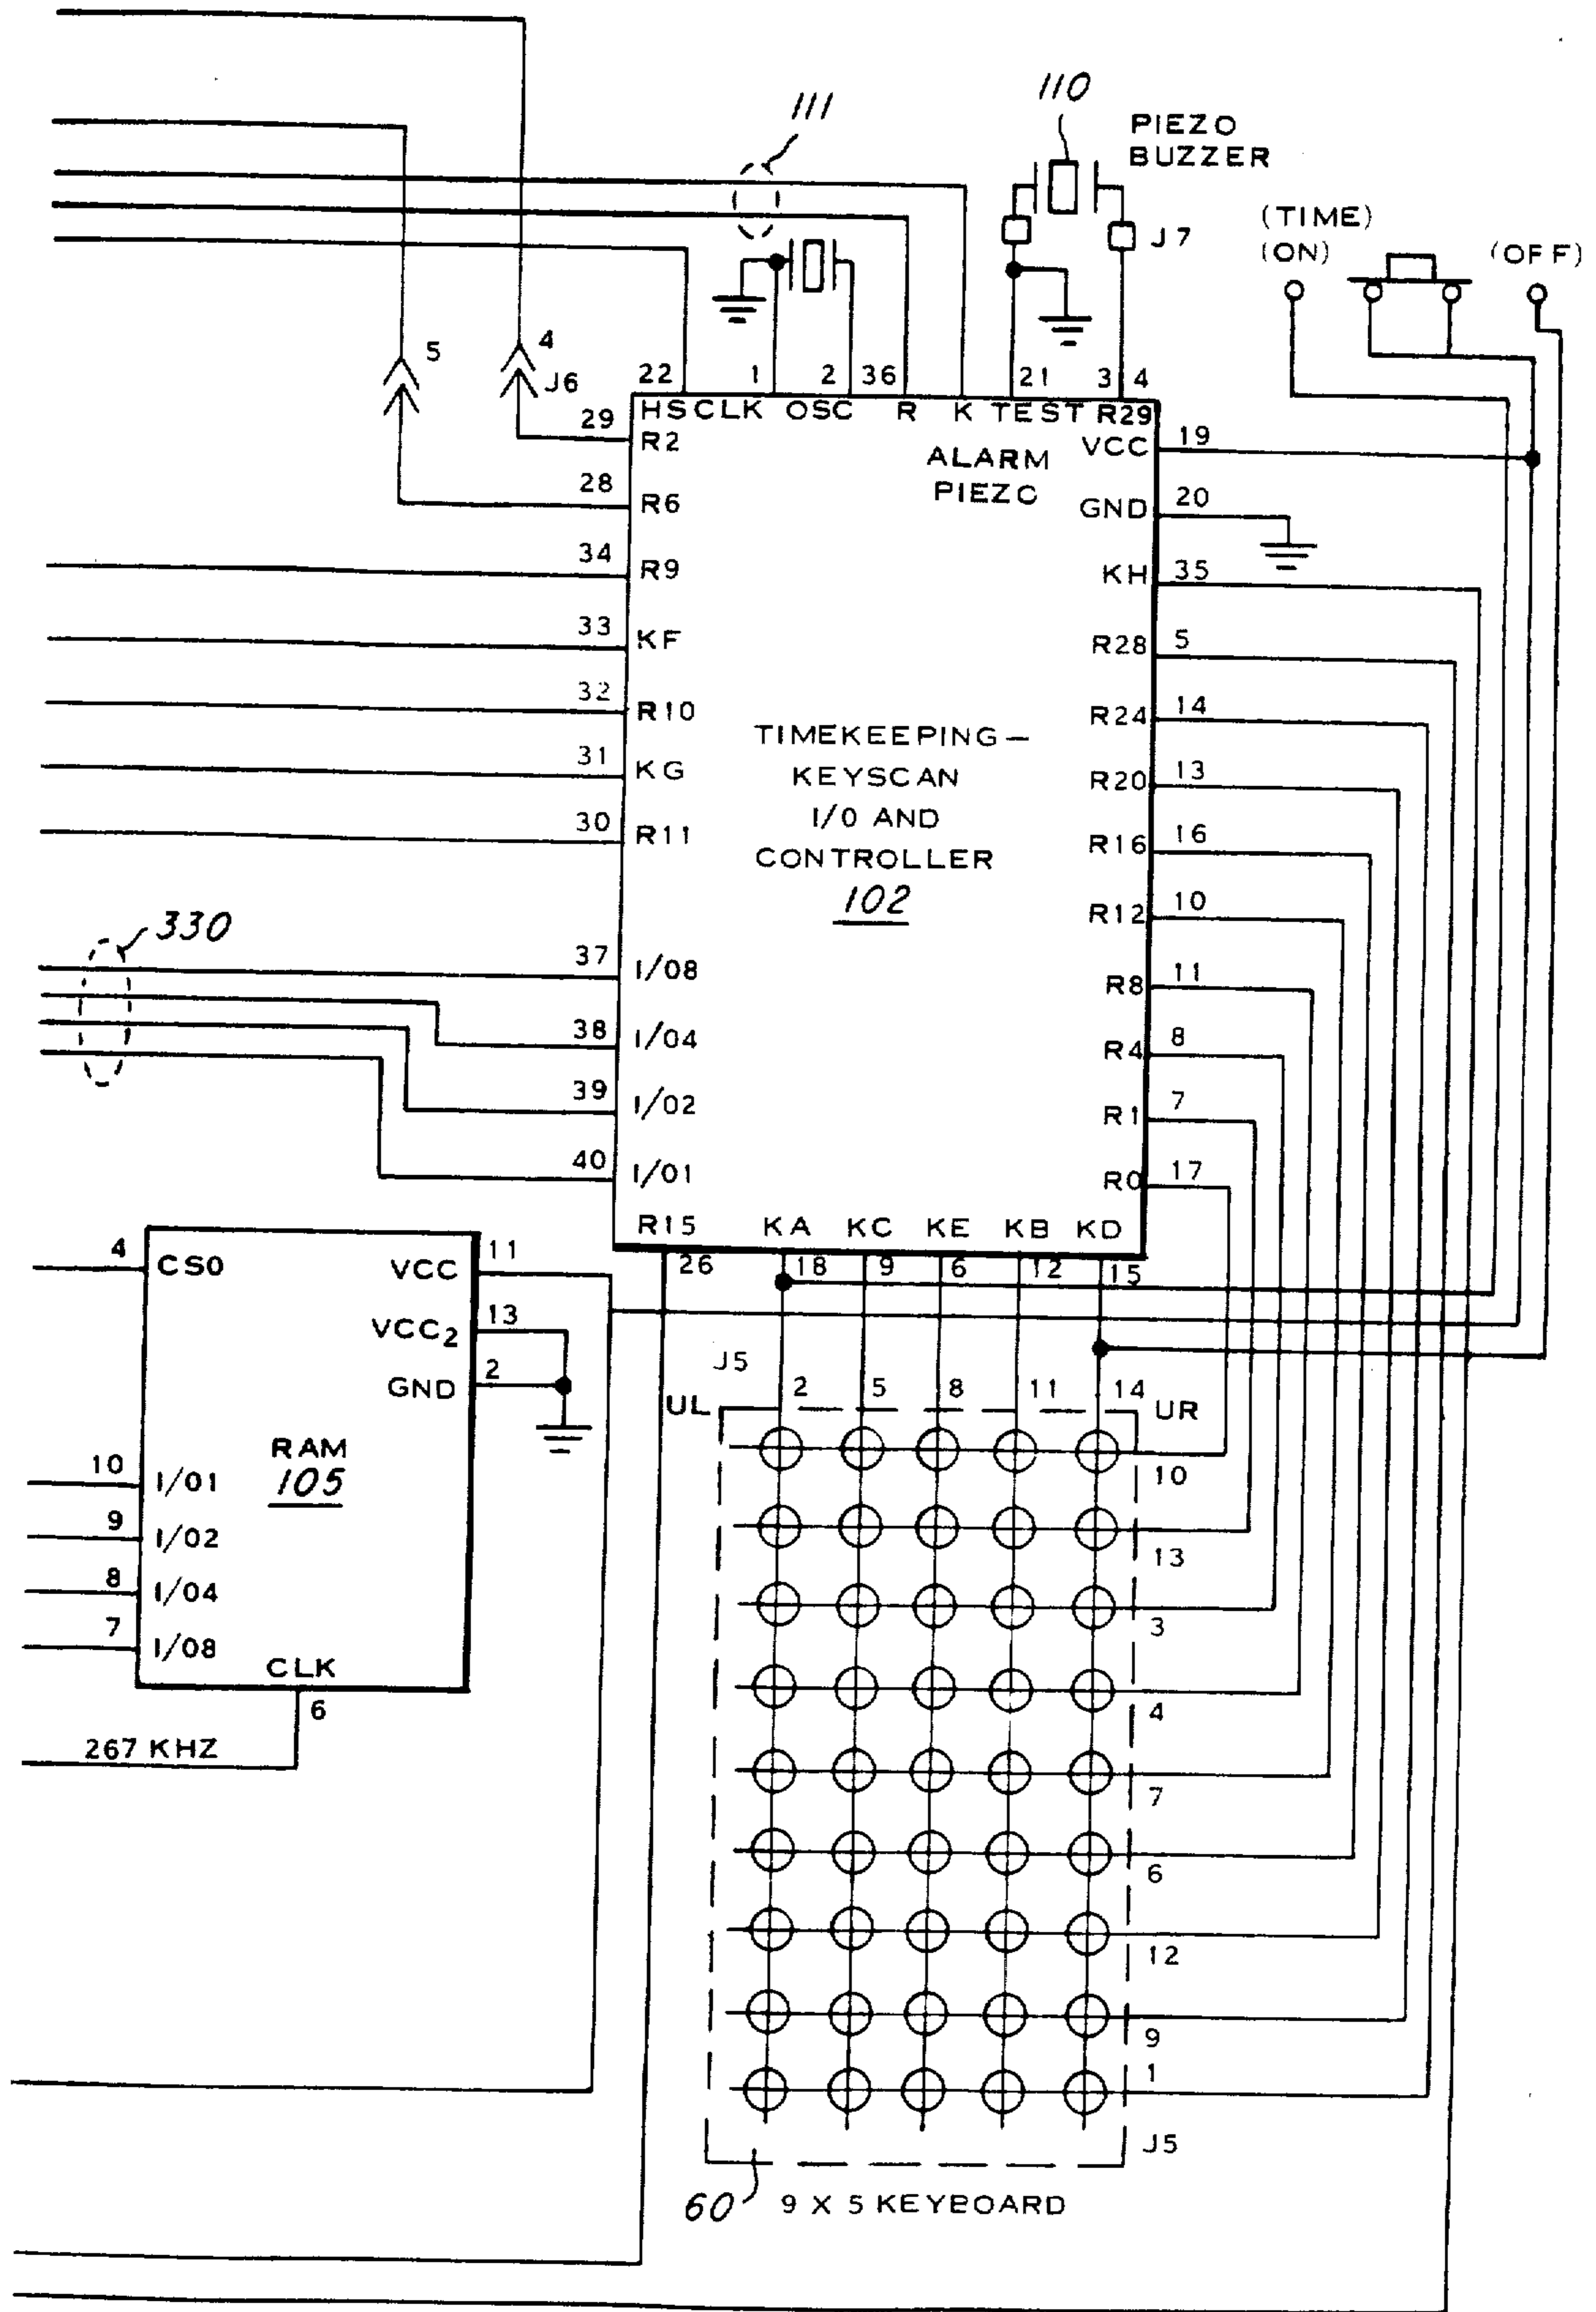 111
110
PIEZO
BUZZER
J7
(TIME)
(ON)
(OFF)
5
4
J6
22
1
2
36
21
3
4
HS
CLK
OSC
R
K
TEST
R29
29
R2
28
R6
34
R9
33
KF
32
R10
31
KG
30
R11
ALARM
PIEZO
VCC
19
GND
20
KH
35
R28
5
R24
14
R20
13
R16
16
R12
10
R8
11
R4
8
R1
7
R0
17
TIMEKEEPING—
KEYSCAN
I/O AND
CONTROLLER
102
330
37
I/08
38
I/04
39
I/02
40
I/01
R15
KA
KC
KE
KB
KD
26
18
9
6
12
15
4
CS0
VCC
11
VCC2
13
GND
2
RAM
105
10
I/01
9
I/02
8
I/04
7
I/08
CLK
6
267 KHZ
J5
UL
2
5
8
11
14
UR
10
13
3
4
7
6
12
9
1
J5
60
9 X 5 KEYBOARD